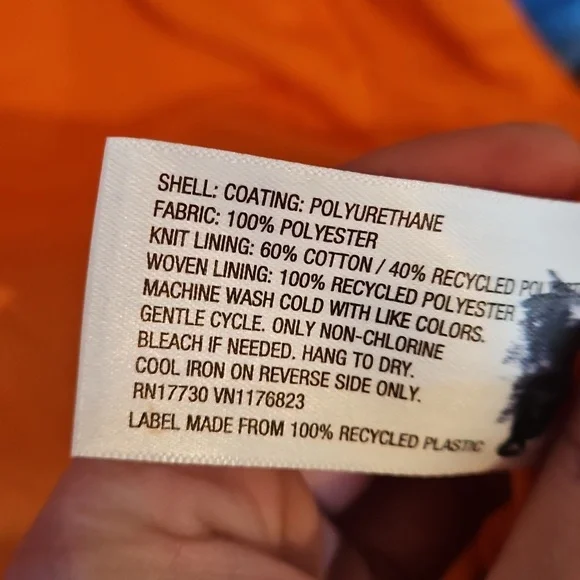 SHELL: COATING: POLYURETHANE
FABRIC: 100% POLYESTER
KNIT LINING: 60% COTTON / 40% RECYCLED
WOVEN LINING: 100% RECYCLED POLYESTER
MACHINE WASH COLD WITH LIKE COLORS.
GENTLE CYCLE. ONLY NON-CHLORINE
BLEACH IF NEEDED. HANG TO DRY.
COOL IRON ON REVERSE SIDE ONLY.
RN17730 VN1176823
LABEL MADE FROM 100% RECYCLED PLASTIC